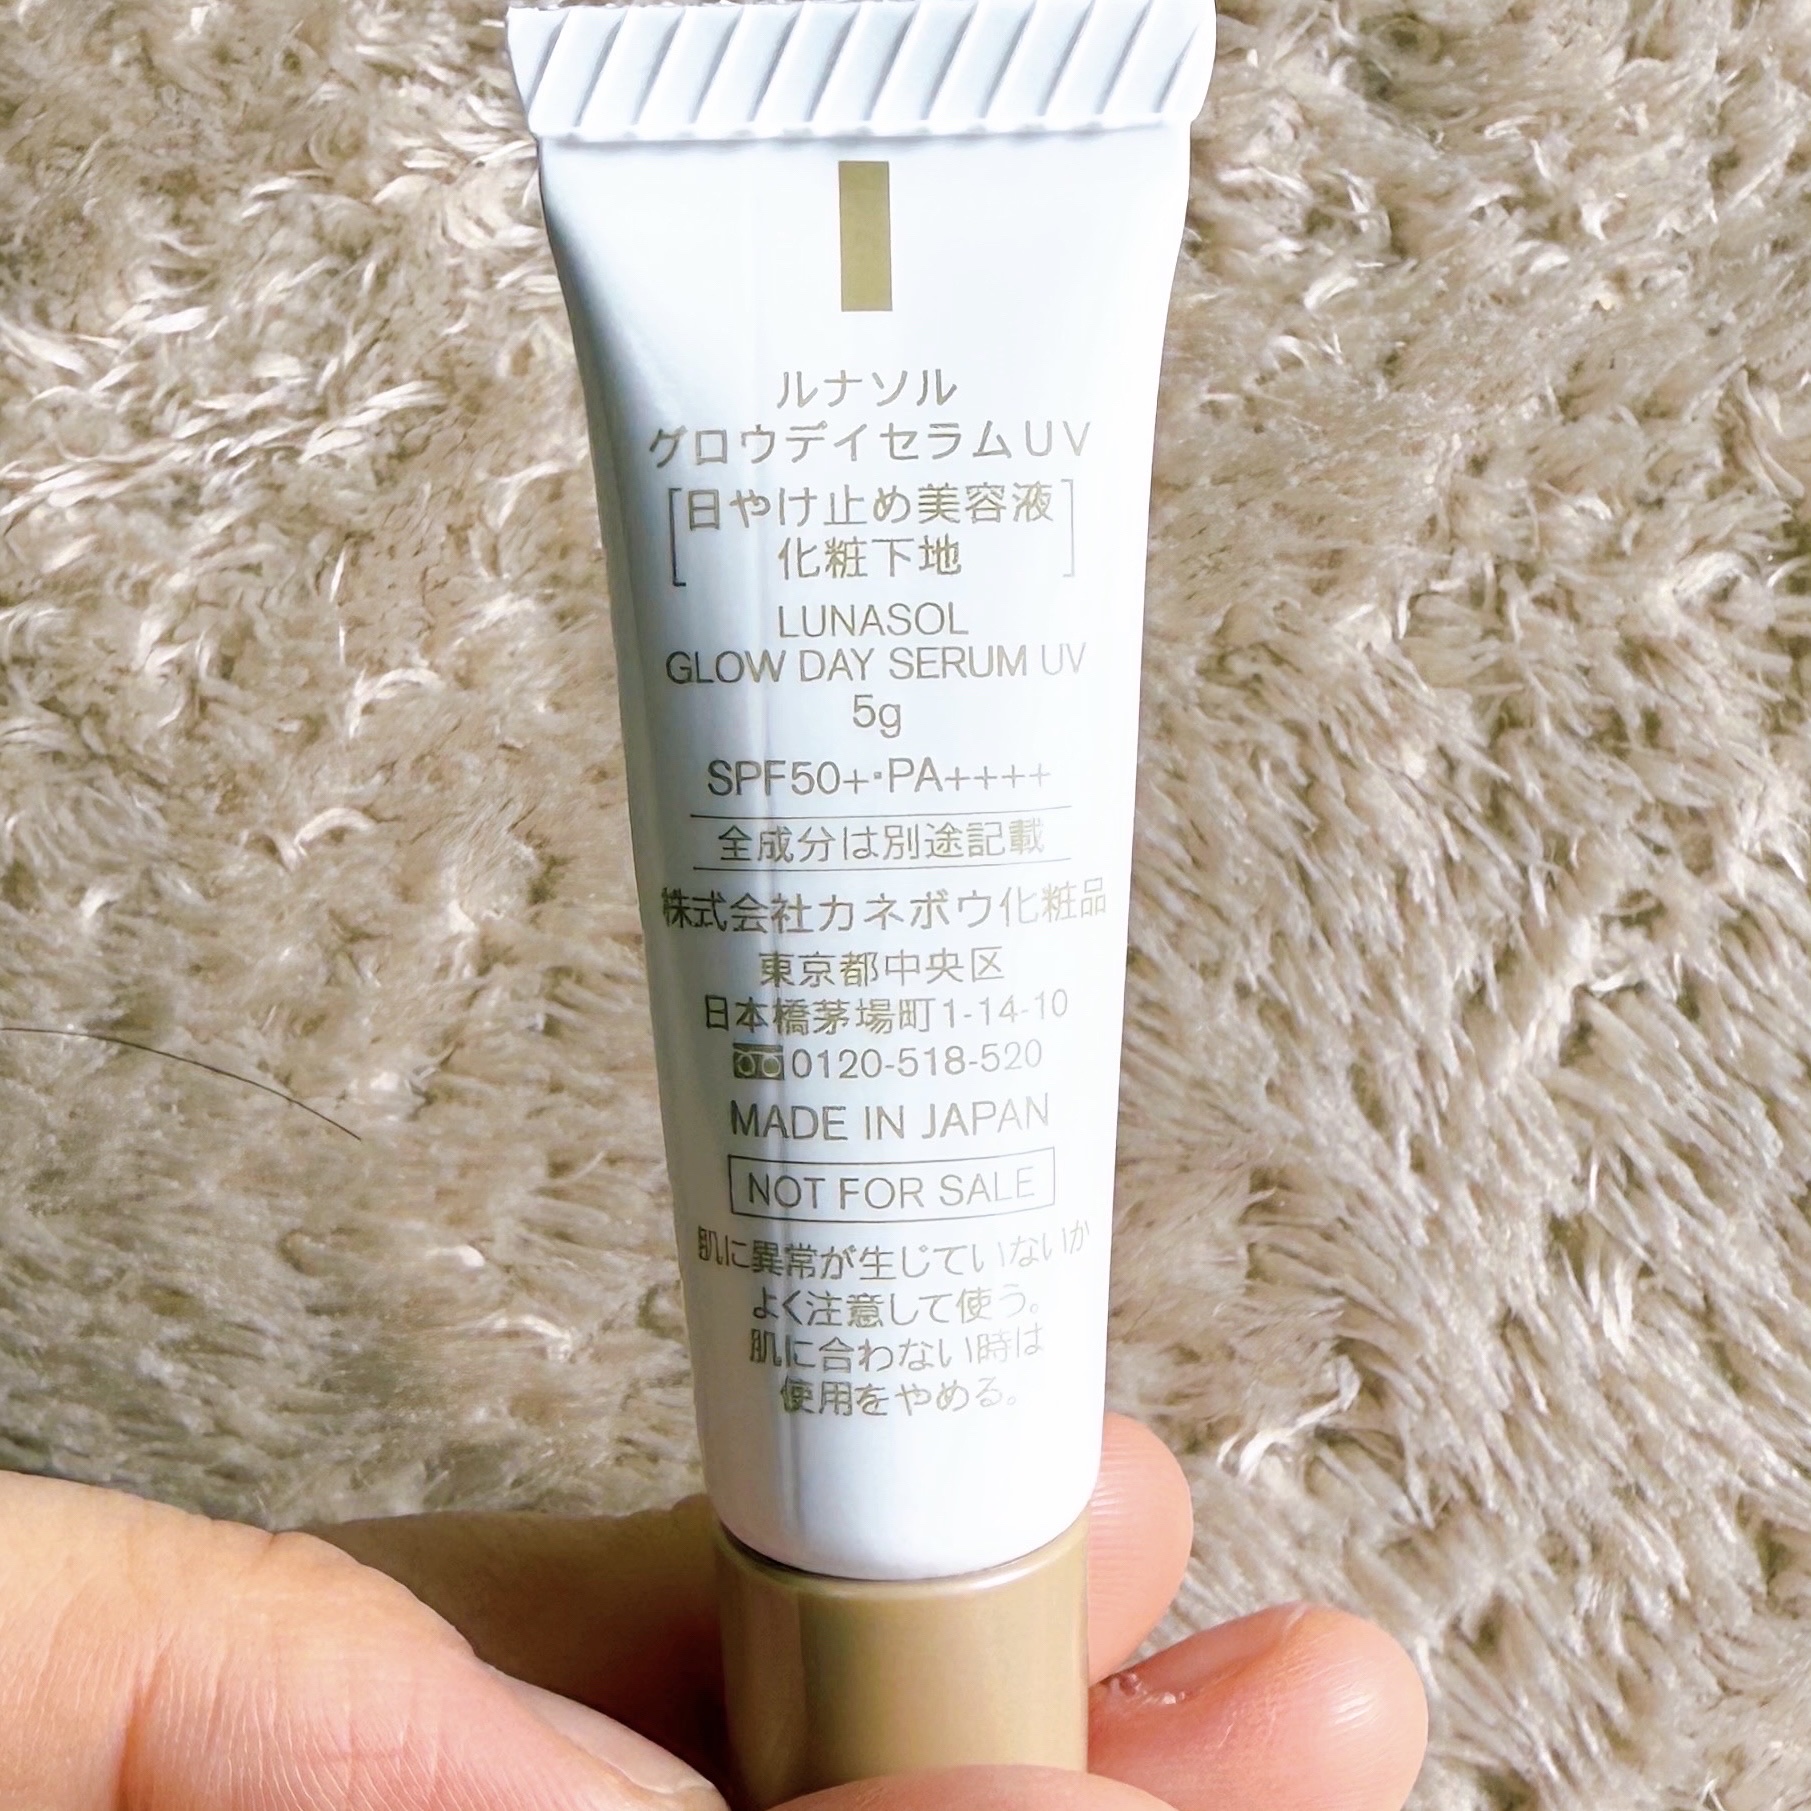 ルナソル
グロウデイセラムUV
[日やけ止め美容液
化粧下地]
LUNASOL
GLOW DAY SERUM UV
5g
SPF50+･PA++++
全成分は別途記載
株式会社カネボウ化粧品
東京都中央区
日本橋茅場町1-14-10
0120-518-520
MADE IN JAPAN
NOT FOR SALE
肌に異常が生じていないか
よく注意して使う。
肌に合わない時は
使用をやめる。